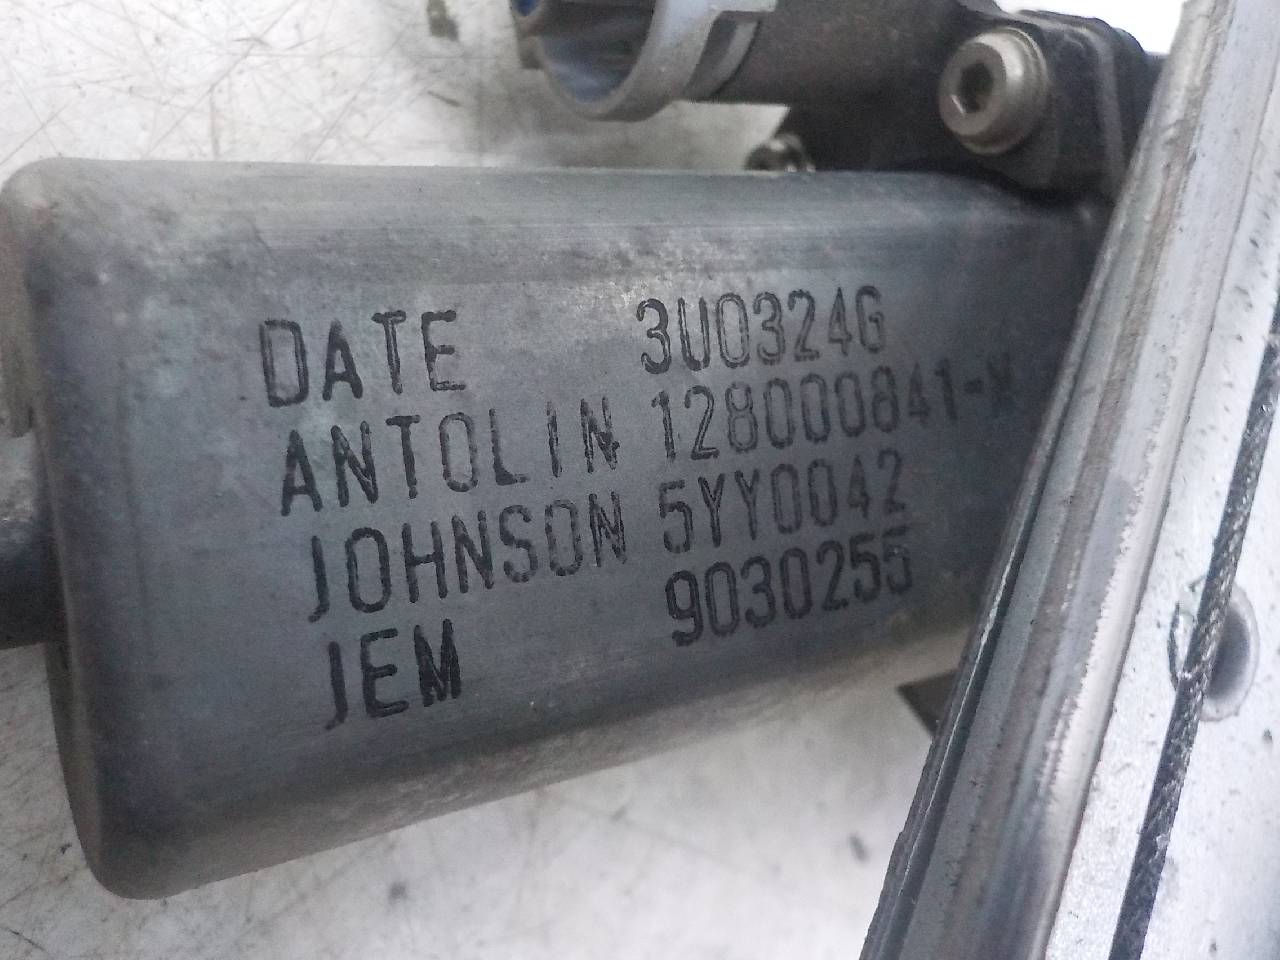 DATE 3U0324G
ANTOLIN 128000841-M
JOHNSON 5YY0042
JEM 9030255